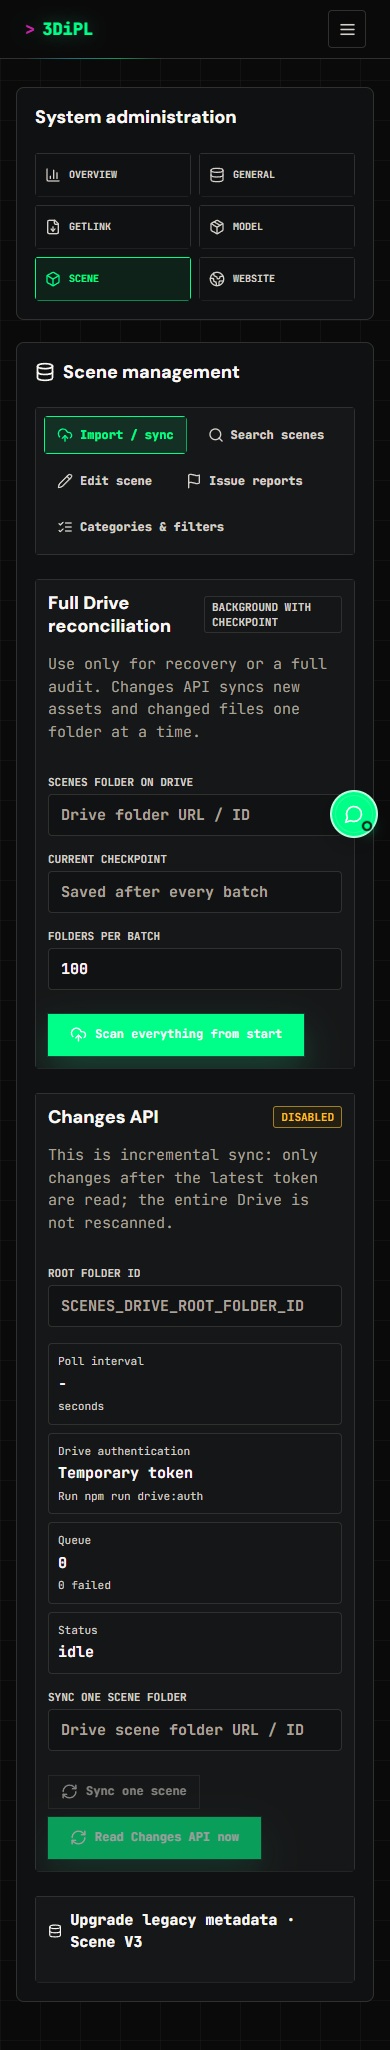 > 3DiPL
System administration
OVERVIEW
GENERAL
GETLINK
MODEL
SCENE
WEBSITE
Scene management
Import / sync
Search scenes
Edit scene
Issue reports
Categories & filters
Full Drive
reconciliation
BACKGROUND WITH
CHECKPOINT
Use only for recovery or a full
audit. Changes API syncs new
assets and changed files one
folder at a time.
SCENES FOLDER ON DRIVE
Drive folder URL / ID
CURRENT CHECKPOINT
Saved after every batch
FOLDERS PER BATCH
100
Scan everything from start
Changes API
DISABLED
This is incremental sync: only
changes after the latest token
are read; the entire Drive is
not rescanned.
ROOT FOLDER ID
SCENES_DRIVE_ROOT_FOLDER_ID
Poll interval
-
seconds
Drive authentication
Temporary token
Run npm run drive:auth
Queue
0
0 failed
Status
idle
SYNC ONE SCENE FOLDER
Drive scene folder URL / ID
Sync one scene
Read Changes API now
Upgrade legacy metadata ·
Scene V3